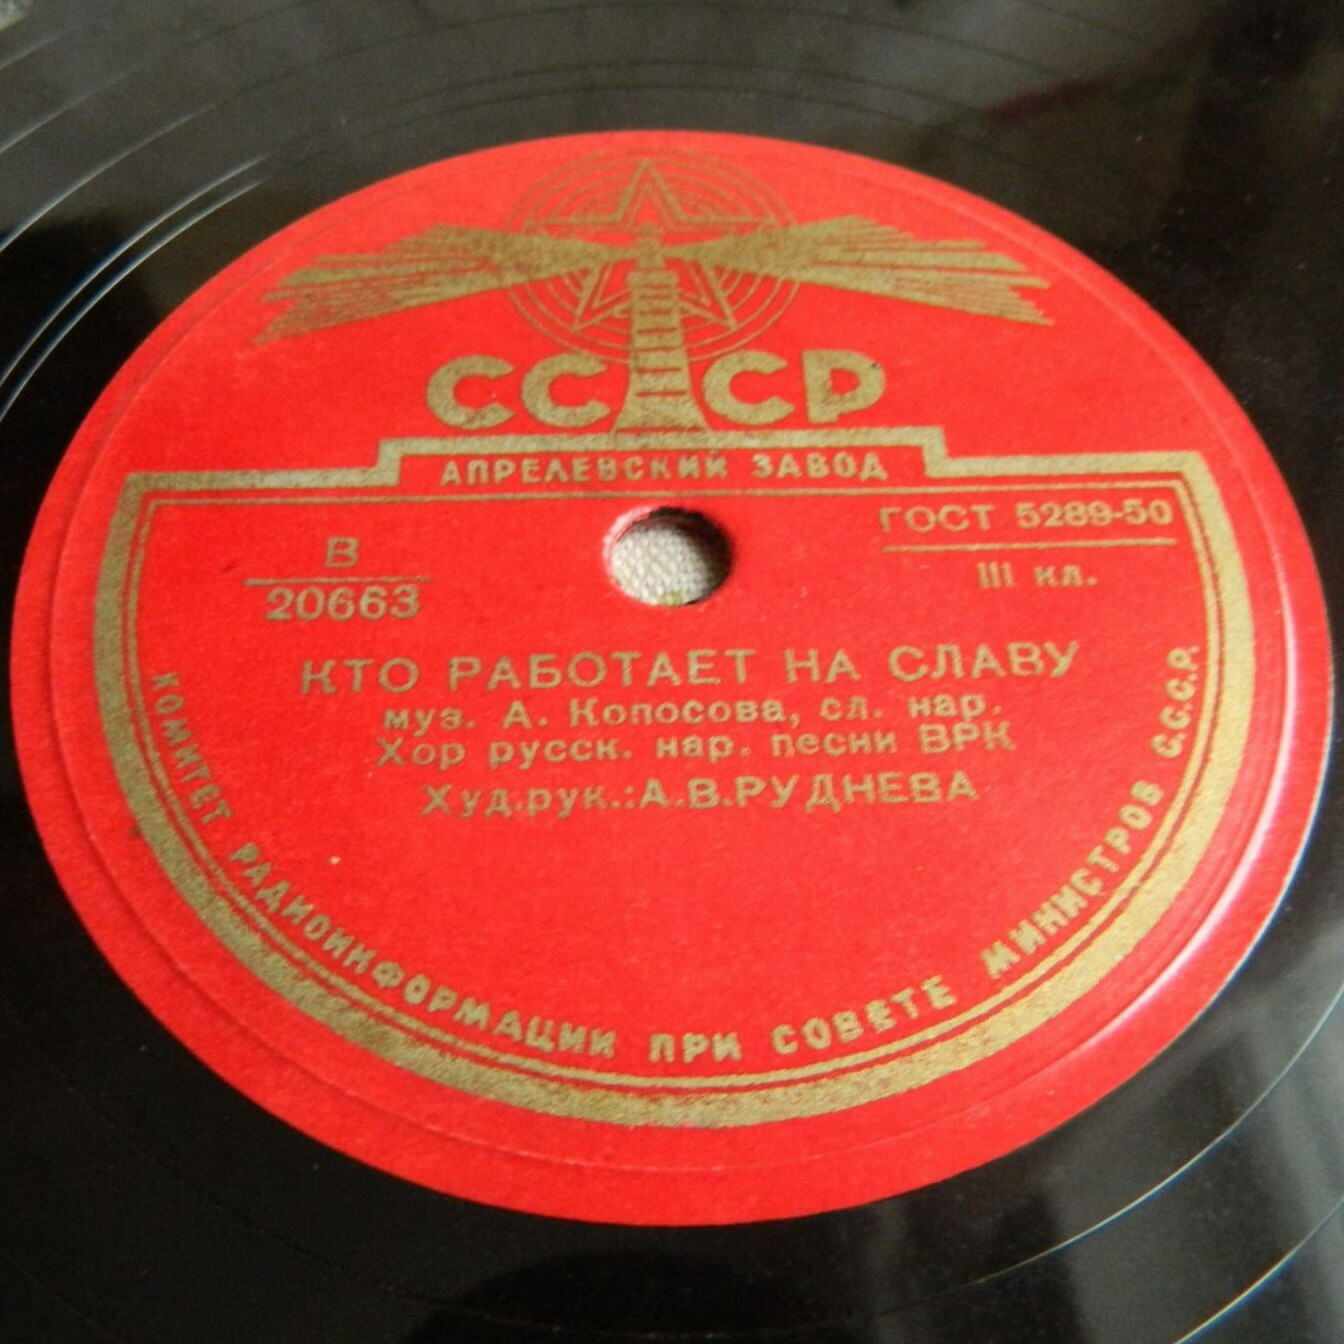 СССР
АПРЕЛЕВСКИЙ ЗАВОД
ГОСТ 5289-50
III кл.
В
20663
КТО РАБОТАЕТ НА СЛАВУ
муз. А. Копосова, сл. нар.
Хор русск. нар. песни ВРК
Худ.рук.:А.В.РУДНЕВА
КОМИТЕТ РАДИОИНФОРМАЦИИ ПРИ СОВЕТЕ МИНИСТРОВ С.С.С.Р.